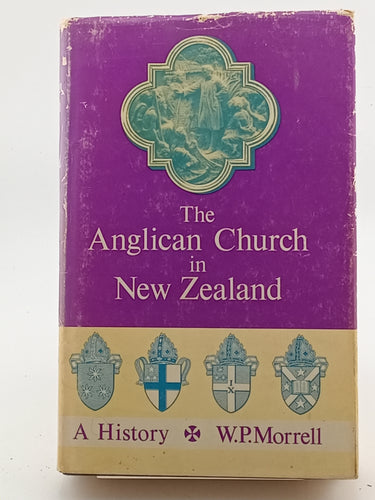 The
Anglican Church
in
New Zealand
A History ✠ W.P.Morrell